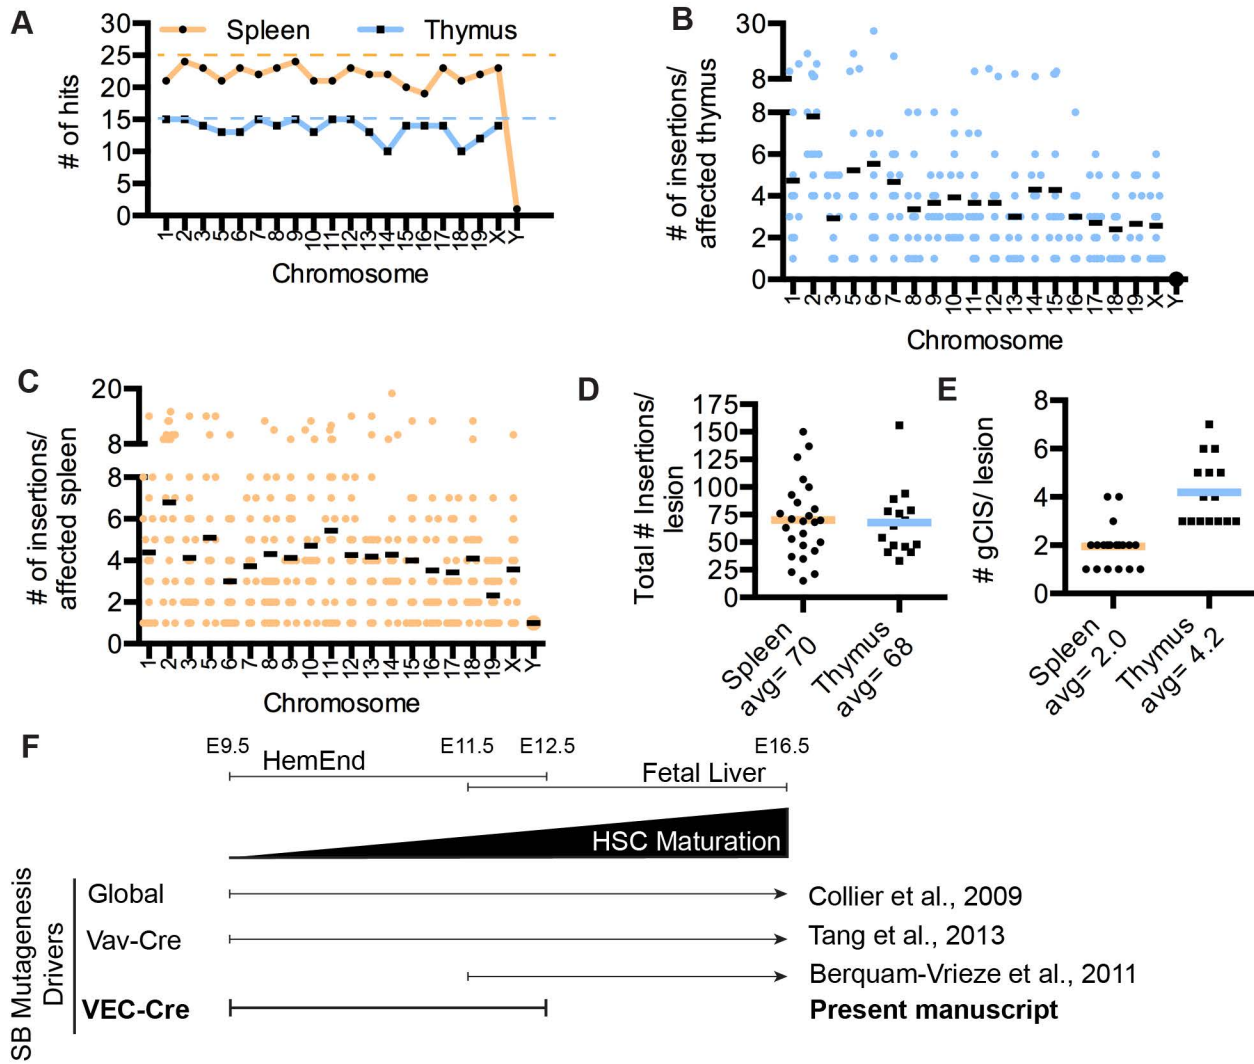 A
30
25
20
15
10
5
0
# of hits
Spleen
Thymus
1 2 3 5 6 7 8 9 10 11 12 13 14 15 16 17 18 19 X Y
Chromosome
B
30
8
8
6
4
2
0
# of insertions/
affected thymus
1 2 3 5 6 7 8 9 10 11 12 13 14 15 16 17 18 19 X Y
Chromosome
C
20
8
8
6
4
2
0
# of insertions/
affected spleen
1 2 3 5 6 7 8 9 10 11 12 13 14 15 16 17 18 19 X Y
Chromosome
D
175
150
125
100
75
50
25
0
Total # Insertions/
lesion
Spleen
avg= 70
Thymus
avg= 68
E
8
6
4
2
0
# gCIS/ lesion
Spleen
avg= 2.0
Thymus
avg= 4.2
F
E9.5
E11.5
E12.5
E16.5
HemEnd
Fetal Liver
HSC Maturation
SB Mutagenesis
Drivers
Global
Collier et al., 2009
Vav-Cre
Tang et al., 2013
Berquam-Vrieze et al., 2011
VEC-Cre
Present manuscript